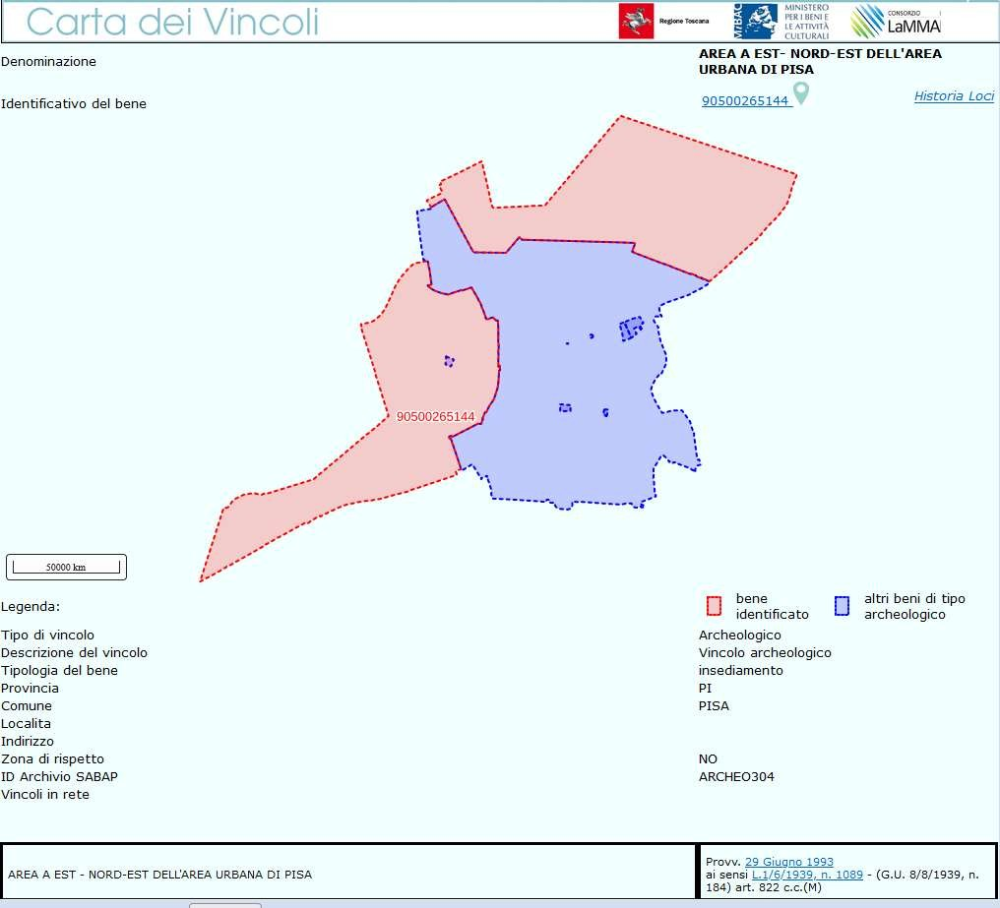 Carta dei Vincoli
Regione Toscana
MiBAC
MINISTERO
PER I BENI E
LE ATTIVITÀ
CULTURALI
CONSORZIO
LaMMA
Denominazione
AREA A EST- NORD-EST DELL'AREA
URBANA DI PISA
Identificativo del bene
90500265144
Historia Loci
90500265144
50000 km
Legenda:
bene
identificato
altri beni di tipo
archeologico
Tipo di vincolo
Archeologico
Descrizione del vincolo
Vincolo archeologico
Tipologia del bene
insediamento
Provincia
PI
Comune
PISA
Localita
Indirizzo
Zona di rispetto
NO
ID Archivio SABAP
ARCHEO304
Vincoli in rete
AREA A EST - NORD-EST DELL'AREA URBANA DI PISA
Provv. 29 Giugno 1993
ai sensi L.1/6/1939, n. 1089 - (G.U. 8/8/1939, n.
184) art. 822 c.c.(M)